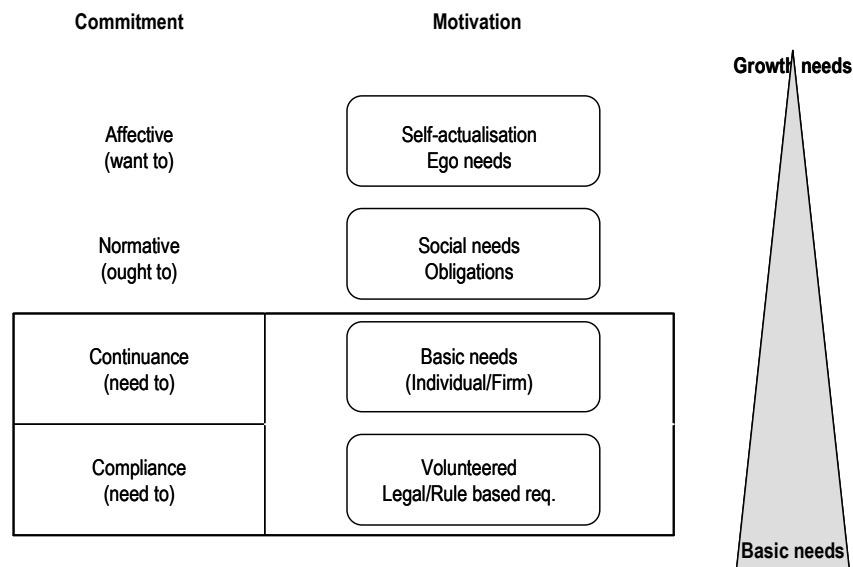 Commitment
Motivation
Growth needs
Affective
(want to)
Self-actualisation
Ego needs
Normative
(ought to)
Social needs
Obligations
Continuance
(need to)
Basic needs
(Individual/Firm)
Compliance
(need to)
Volunteered
Legal/Rule based req.
Basic needs